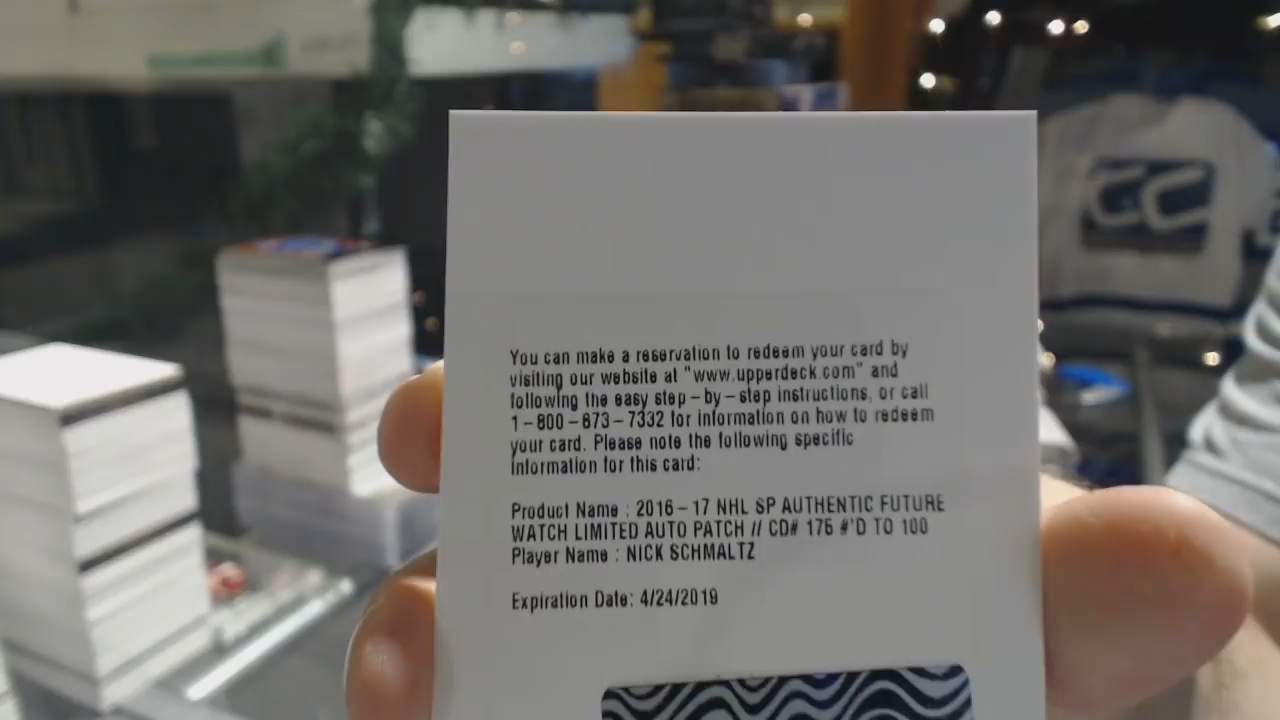 You can make a reservation to redeem your card by
visiting our website at "www.upperdeck.com" and
following the easy step-by-step instructions, or call
1-800-873-7332 for information on how to redeem
your card. Please note the following specific
information for this card:
Product Name : 2016-17 NHL SP AUTHENTIC FUTURE
WATCH LIMITED AUTO PATCH // CD# 175 #'D TO 100
Player Name : NICK SCHMALTZ
Expiration Date: 4/24/2019
CC